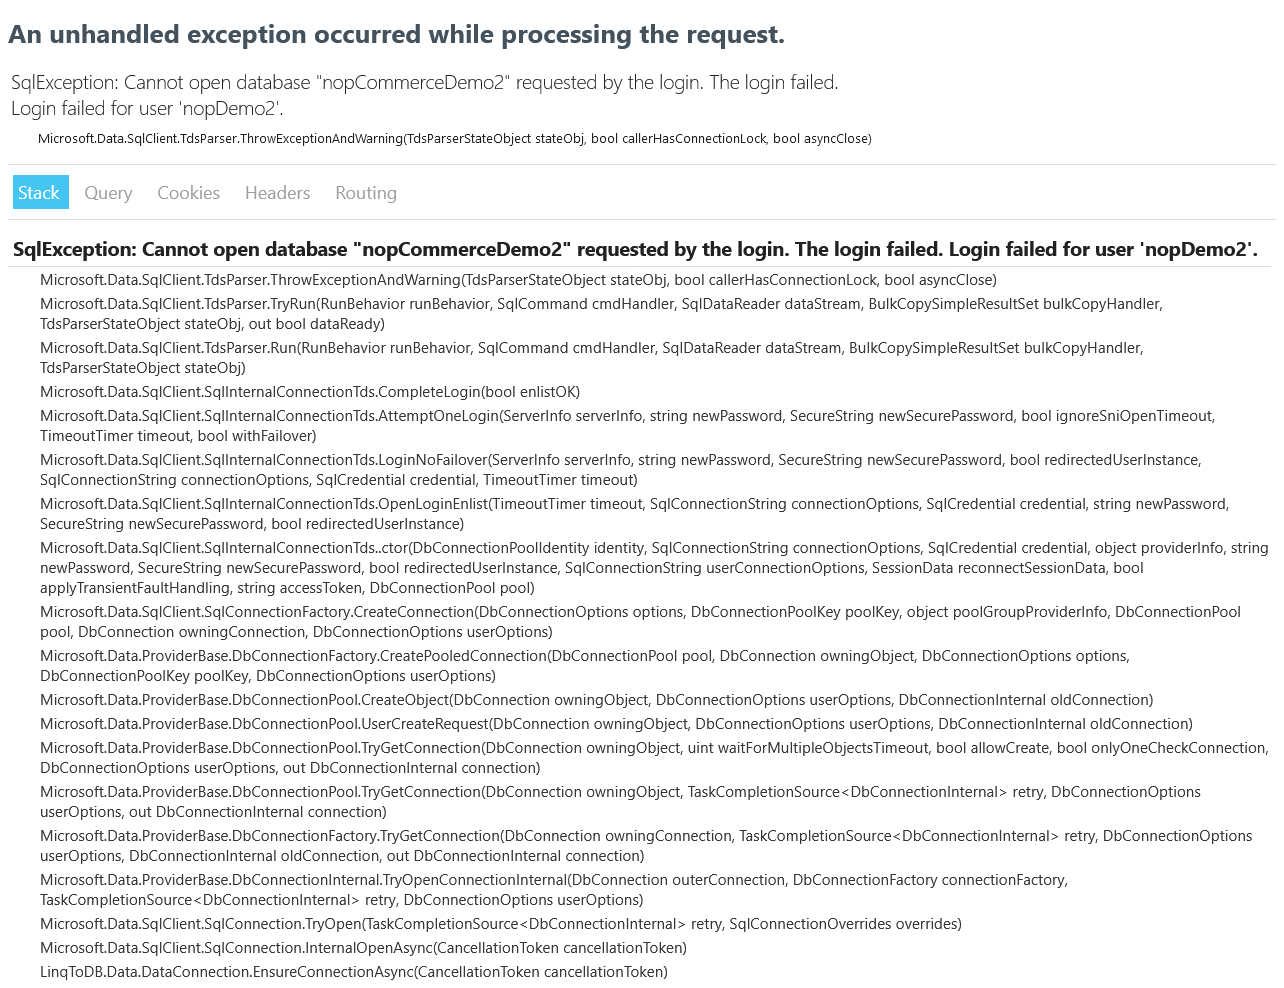 An unhandled exception occurred while processing the request.
SqlException: Cannot open database "nopCommerceDemo2" requested by the login. The login failed.
Login failed for user 'nopDemo2'.
Microsoft.Data.SqlClient.TdsParser.ThrowExceptionAndWarning(TdsParserStateObject stateObj, bool callerHasConnectionLock, bool asyncClose)
Stack Query Cookies Headers Routing
SqlException: Cannot open database "nopCommerceDemo2" requested by the login. The login failed. Login failed for user 'nopDemo2'.
Microsoft.Data.SqlClient.TdsParser.ThrowExceptionAndWarning(TdsParserStateObject stateObj, bool callerHasConnectionLock, bool asyncClose)
Microsoft.Data.SqlClient.TdsParser.TryRun(RunBehavior runBehavior, SqlCommand cmdHandler, SqlDataReader dataStream, BulkCopySimpleResultSet bulkCopyHandler,
TdsParserStateObject stateObj, out bool dataReady)
Microsoft.Data.SqlClient.TdsParser.Run(RunBehavior runBehavior, SqlCommand cmdHandler, SqlDataReader dataStream, BulkCopySimpleResultSet bulkCopyHandler,
TdsParserStateObject stateObj)
Microsoft.Data.SqlClient.SqlInternalConnectionTds.CompleteLogin(bool enlistOK)
Microsoft.Data.SqlClient.SqlInternalConnectionTds.AttemptOneLogin(ServerInfo serverInfo, string newPassword, SecureString newSecurePassword, bool ignoreSniOpenTimeout,
TimeoutTimer timeout, bool withFailover)
Microsoft.Data.SqlClient.SqlInternalConnectionTds.LoginNoFailover(ServerInfo serverInfo, string newPassword, SecureString newSecurePassword, bool redirectedUserInstance,
SqlConnectionString connectionOptions, SqlCredential credential, TimeoutTimer timeout)
Microsoft.Data.SqlClient.SqlInternalConnectionTds.OpenLoginEnlist(TimeoutTimer timeout, SqlConnectionString connectionOptions, SqlCredential credential, string newPassword,
SecureString newSecurePassword, bool redirectedUserInstance)
Microsoft.Data.SqlClient.SqlInternalConnectionTds..ctor(DbConnectionPoolIdentity identity, SqlConnectionString connectionOptions, SqlCredential credential, object providerInfo, string
newPassword, SecureString newSecurePassword, bool redirectedUserInstance, SqlConnectionString userConnectionOptions, SessionData reconnectSessionData, bool
applyTransientFaultHandling, string accessToken, DbConnectionPool pool)
Microsoft.Data.SqlClient.SqlConnectionFactory.CreateConnection(DbConnectionOptions options, DbConnectionPoolKey poolKey, object poolGroupProviderInfo, DbConnectionPool
pool, DbConnection owningConnection, DbConnectionOptions userOptions)
Microsoft.Data.ProviderBase.DbConnectionFactory.CreatePooledConnection(DbConnectionPool pool, DbConnection owningObject, DbConnectionOptions options,
DbConnectionPoolKey poolKey, DbConnectionOptions userOptions)
Microsoft.Data.ProviderBase.DbConnectionPool.CreateObject(DbConnection owningObject, DbConnectionOptions userOptions, DbConnectionInternal oldConnection)
Microsoft.Data.ProviderBase.DbConnectionPool.UserCreateRequest(DbConnection owningObject, DbConnectionOptions userOptions, DbConnectionInternal oldConnection)
Microsoft.Data.ProviderBase.DbConnectionPool.TryGetConnection(DbConnection owningObject, uint waitForMultipleObjectsTimeout, bool allowCreate, bool onlyOneCheckConnection,
DbConnectionOptions userOptions, out DbConnectionInternal connection)
Microsoft.Data.ProviderBase.DbConnectionPool.TryGetConnection(DbConnection owningObject, TaskCompletionSource<DbConnectionInternal> retry, DbConnectionOptions
userOptions, out DbConnectionInternal connection)
Microsoft.Data.ProviderBase.DbConnectionFactory.TryGetConnection(DbConnection owningConnection, TaskCompletionSource<DbConnectionInternal> retry, DbConnectionOptions
userOptions, DbConnectionInternal oldConnection, out DbConnectionInternal connection)
Microsoft.Data.ProviderBase.DbConnectionInternal.TryOpenConnectionInternal(DbConnection outerConnection, DbConnectionFactory connectionFactory,
TaskCompletionSource<DbConnectionInternal> retry, DbConnectionOptions userOptions)
Microsoft.Data.SqlClient.SqlConnection.TryOpen(TaskCompletionSource<DbConnectionInternal> retry, SqlConnectionOverrides overrides)
Microsoft.Data.SqlClient.SqlConnection.InternalOpenAsync(CancellationToken cancellationToken)
LinqToDB.Data.DataConnection.EnsureConnectionAsync(CancellationToken cancellationToken)